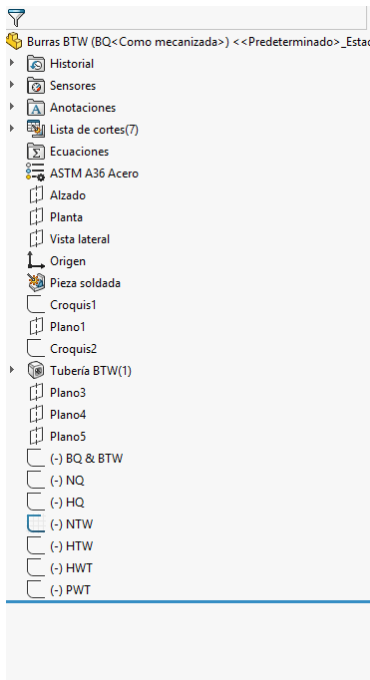 Burras BTW (BQ<Como mecanizada>) <<Predeterminado>_Estad
Historial
Sensores
Anotaciones
Lista de cortes(7)
Ecuaciones
ASTM A36 Acero
Alzado
Planta
Vista lateral
Origen
Pieza soldada
Croquis1
Plano1
Croquis2
Tubería BTW(1)
Plano3
Plano4
Plano5
(-) BQ & BTW
(-) NQ
(-) HQ
(-) NTW
(-) HTW
(-) HWT
(-) PWT